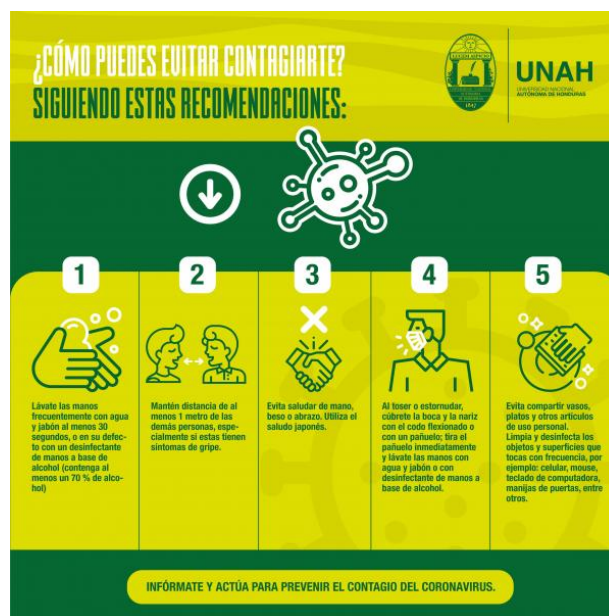 ¿CÓMO PUEDES EVITAR CONTAGIARTE?
SIGUIENDO ESTAS RECOMENDACIONES:
UNAH
UNIVERSIDAD NACIONAL
AUTÓNOMA DE HONDURAS
1
Lávate las manos
frecuentemente con agua
y jabón al menos 30
segundos, o en su defec-
to con un desinfectante
de manos a base de
alcohol (contenga al
menos un 70 % de alco-
hol)
2
Mantén distancia de al
menos 1 metro de las
demás personas, espe-
cialmente si estas tienen
síntomas de gripe.
3
Evita saludar de mano,
beso o abrazo. Utiliza el
saludo japonés.
4
Al toser o estornudar,
cúbrete la boca y la nariz
con el codo flexionado o
con un pañuelo; tira el
pañuelo inmediatamente
y lávate las manos con
agua y jabón o con
desinfectante de manos a
base de alcohol.
5
Evita compartir vasos,
platos y otros artículos
de uso personal.
Limpia y desinfecta los
objetos y superficies que
tocas con frecuencia, por
ejemplo: celular, mouse,
teclado de computadora,
manijas de puertas, entre
otros.
INFÓRMATE Y ACTÚA PARA PREVENIR EL CONTAGIO DEL CORONAVIRUS.